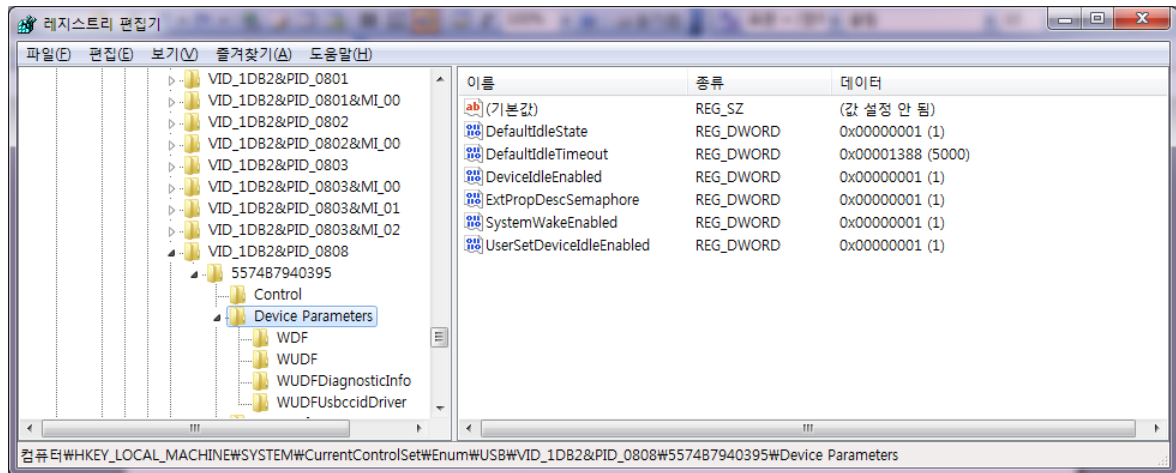 레지스트리 편집기
파일(F) 편집(E) 보기(V) 즐겨찾기(A) 도움말(H)
VID_1DB2&PID_0801
VID_1DB2&PID_0801&MI_00
VID_1DB2&PID_0802
VID_1DB2&PID_0802&MI_00
VID_1DB2&PID_0803
VID_1DB2&PID_0803&MI_00
VID_1DB2&PID_0803&MI_01
VID_1DB2&PID_0803&MI_02
VID_1DB2&PID_0808
5574B7940395
Control
Device Parameters
WDF
WUDF
WUDFDiagnosticInfo
WUDFUsbccidDriver
이름 종류 데이터
(기본값) REG_SZ (값 설정 안 됨)
DefaultIdleState REG_DWORD 0x00000001 (1)
DefaultIdleTimeout REG_DWORD 0x00001388 (5000)
DeviceIdleEnabled REG_DWORD 0x00000001 (1)
ExtPropDescSemaphore REG_DWORD 0x00000001 (1)
SystemWakeEnabled REG_DWORD 0x00000001 (1)
UserSetDeviceIdleEnabled REG_DWORD 0x00000001 (1)
컴퓨터₩HKEY_LOCAL_MACHINE₩SYSTEM₩CurrentControlSet₩Enum₩USB₩VID_1DB2&PID_0808₩5574B7940395₩Device Parameters